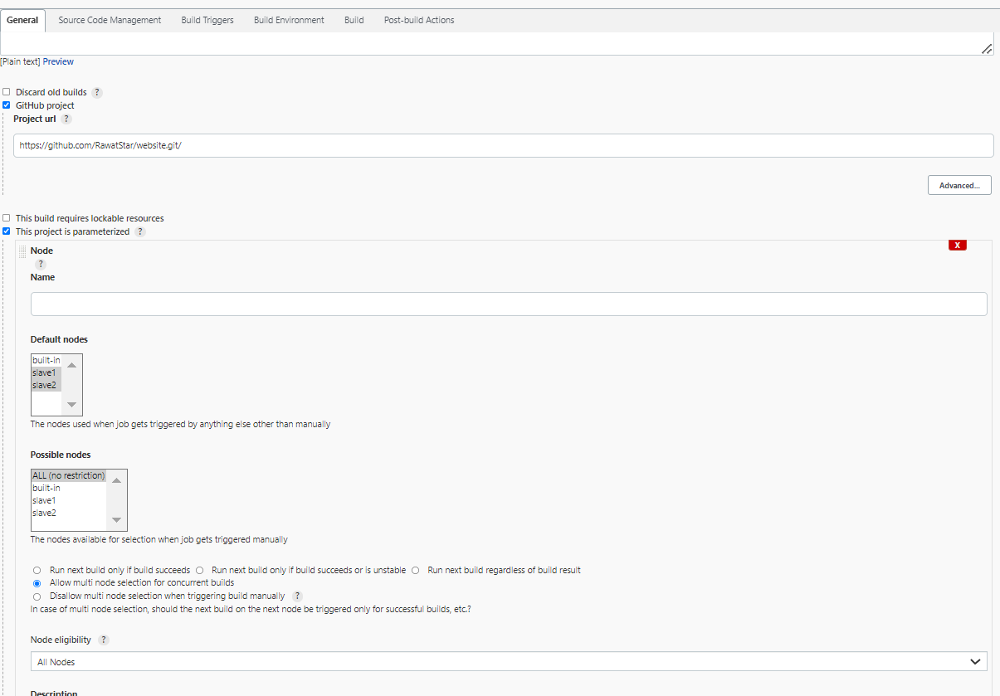 General Source Code Management Build Triggers Build Environment Build Post-build Actions
[Plain text] Preview
Discard old builds ?
GitHub project
Project url ?
https://github.com/RawatStar/website.git/
Advanced...
This build requires lockable resources
This project is parameterized ?
X
Node
?
Name
Default nodes
built-in
slave1
slave2
The nodes used when job gets triggered by anything else other than manually
Possible nodes
ALL (no restriction)
built-in
slave1
slave2
The nodes available for selection when job gets triggered manually
Run next build only if build succeeds Run next build only if build succeeds or is unstable Run next build regardless of build result
Allow multi node selection for concurrent builds
Disallow multi node selection when triggering build manually ?
In case of multi node selection, should the next build on the next node be triggered only for successful builds, etc.?
Node eligibility ?
All Nodes
Description